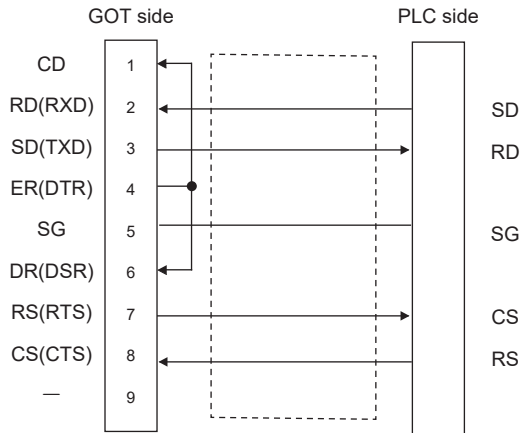 GOT side PLC side
CD 1
RD(RXD) 2 SD
SD(TXD) 3 RD
ER(DTR) 4
SG 5 SG
DR(DSR) 6
RS(RTS) 7 CS
CS(CTS) 8 RS
— 9